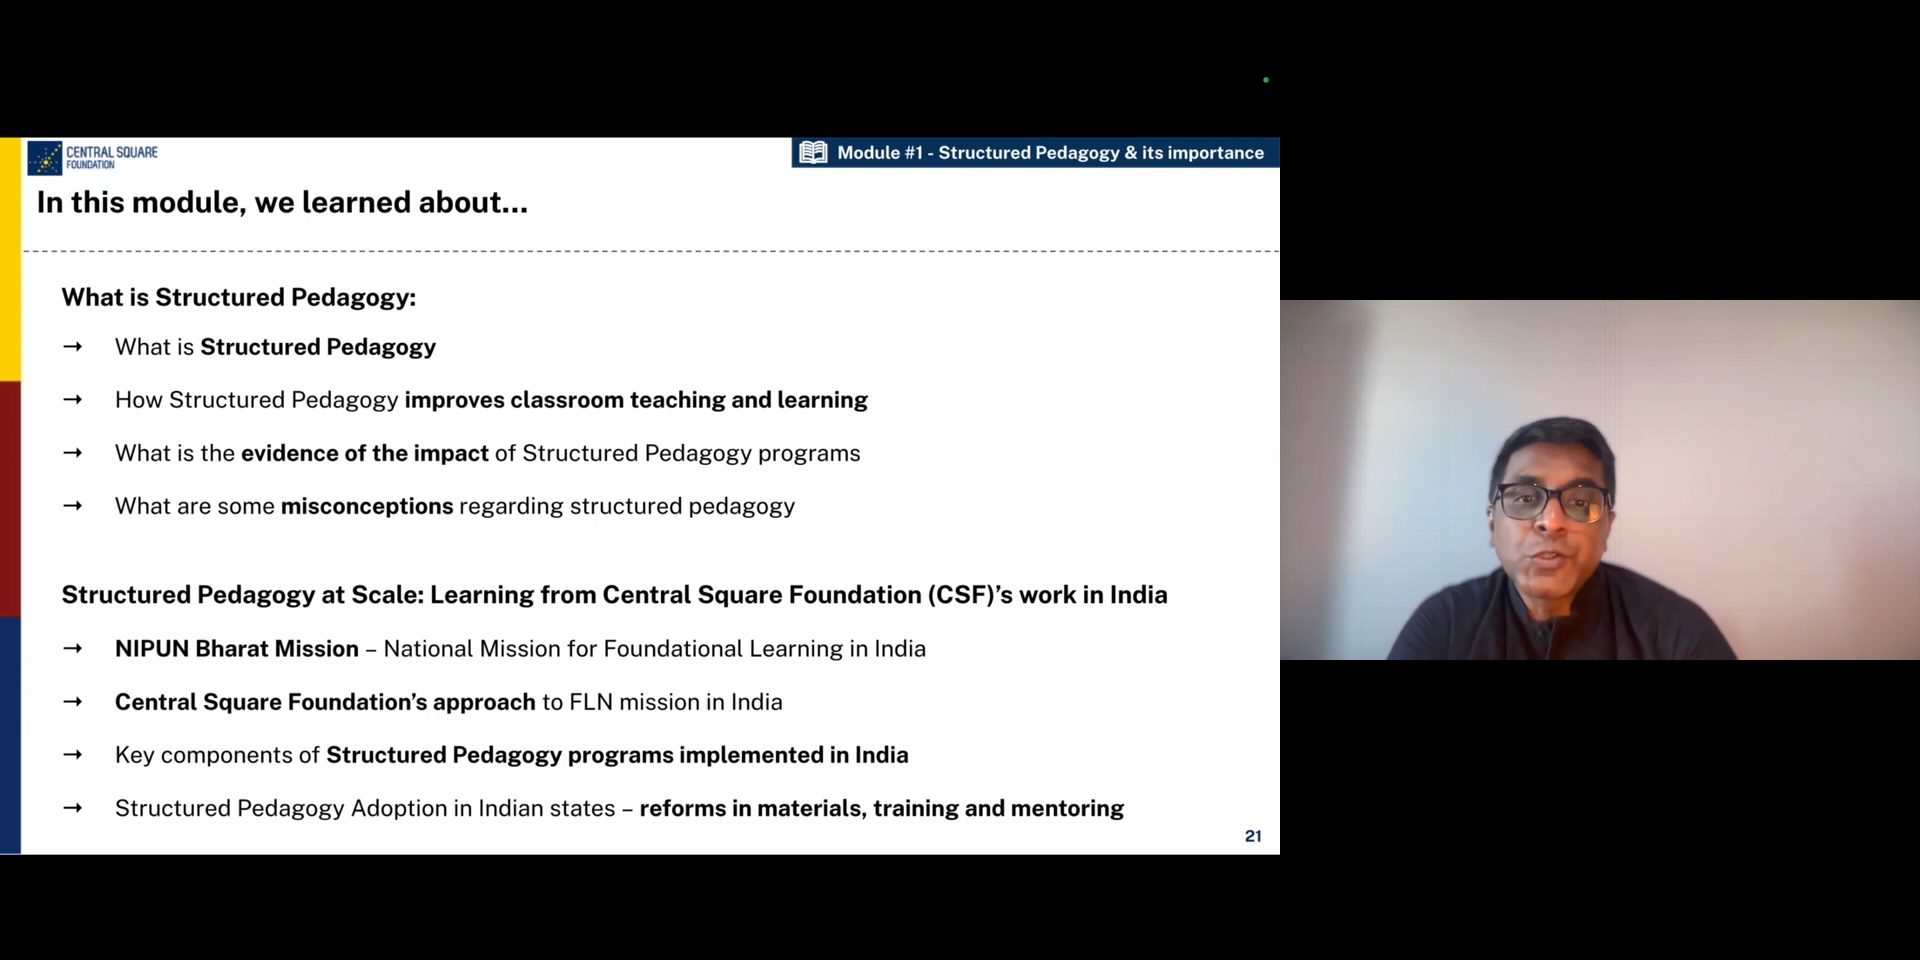 CENTRAL SQUARE
FOUNDATION
Module #1 - Structured Pedagogy & its importance
In this module, we learned about...
What is Structured Pedagogy:
→ What is Structured Pedagogy
→ How Structured Pedagogy improves classroom teaching and learning
→ What is the evidence of the impact of Structured Pedagogy programs
→ What are some misconceptions regarding structured pedagogy
Structured Pedagogy at Scale: Learning from Central Square Foundation (CSF)’s work in India
→ NIPUN Bharat Mission – National Mission for Foundational Learning in India
→ Central Square Foundation’s approach to FLN mission in India
→ Key components of Structured Pedagogy programs implemented in India
→ Structured Pedagogy Adoption in Indian states – reforms in materials, training and mentoring
21